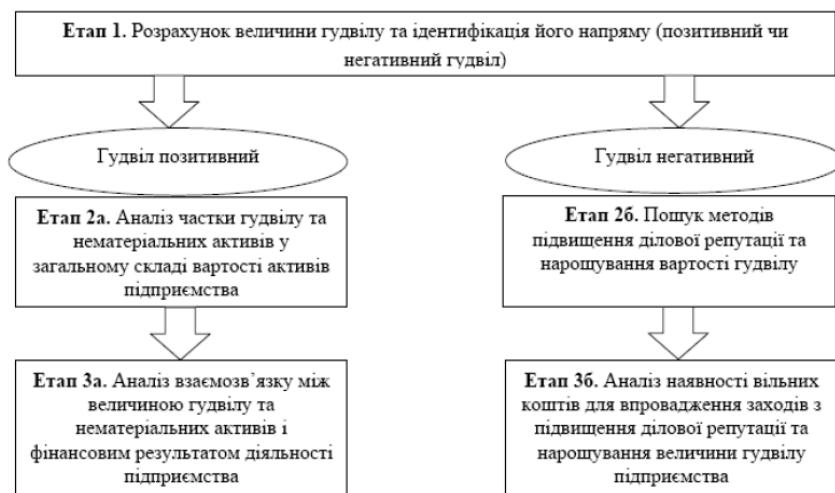 Етап 1. Розрахунок величини гудвілу та ідентифікація його напряму (позитивний чи
негативний гудвіл)
Гудвіл позитивний
Гудвіл негативний
Етап 2а. Аналіз частки гудвілу та
нематеріальних активів у
загальному складі вартості активів
підприємства
Етап 2б. Пошук методів
підвищення ділової репутації та
нарощування вартості гудвілу
Етап 3а. Аналіз взаємозв’язку між
величиною гудвілу та
нематеріальних активів і
фінансовим результатом діяльності
підприємства
Етап 3б. Аналіз наявності вільних
коштів для впровадження заходів з
підвищення ділової репутації та
нарощування величини гудвілу
підприємства